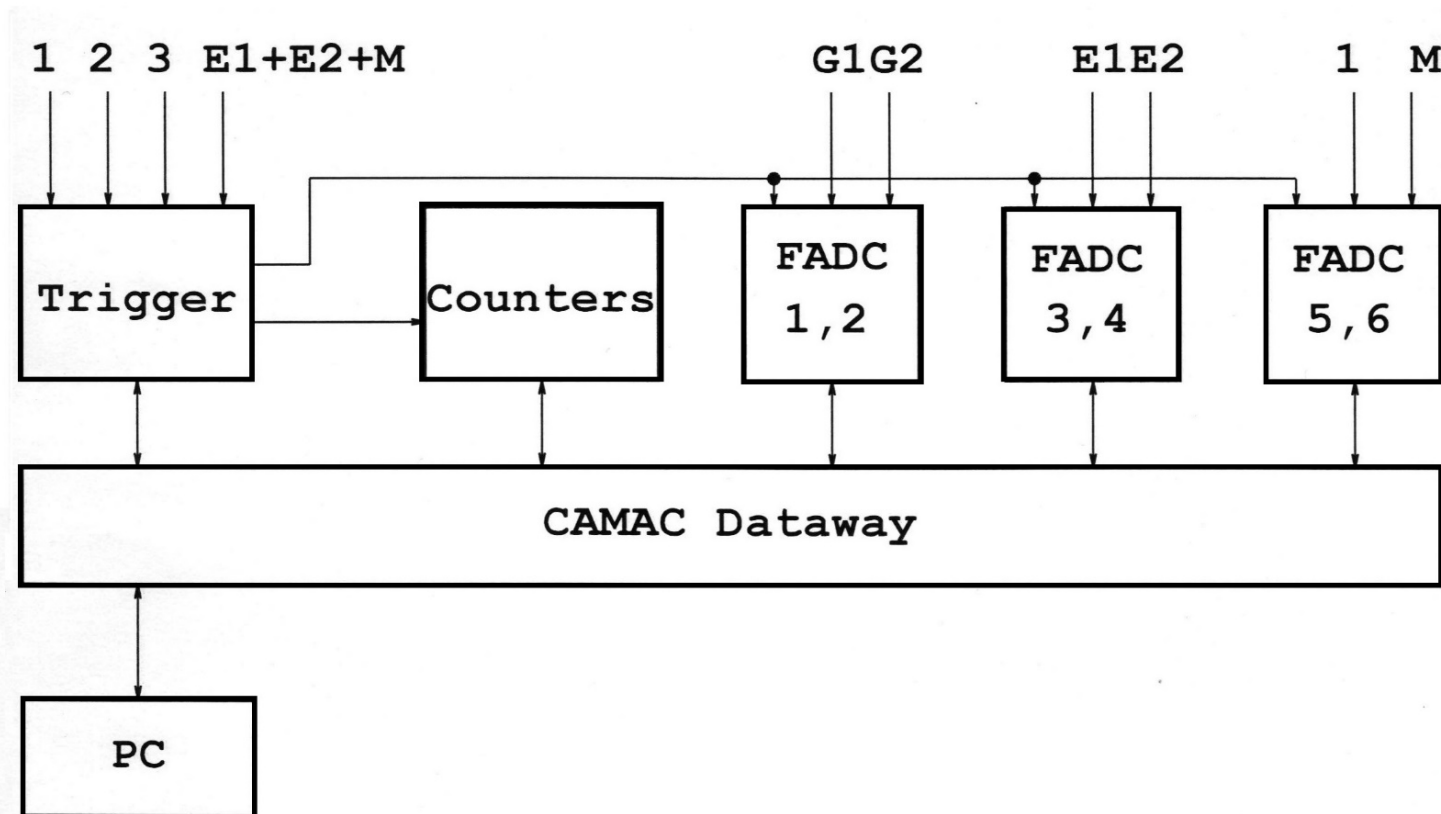 1 2 3 E1+E2+M G1G2 E1E2 1 M
Trigger
Counters
FADC
1,2
FADC
3,4
FADC
5,6
CAMAC Dataway
PC